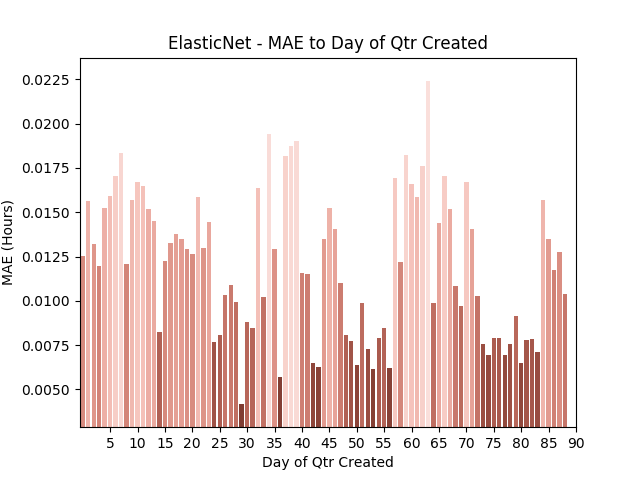 ElasticNet - MAE to Day of Qtr Created
MAE (Hours)
0.0225
0.0200
0.0175
0.0150
0.0125
0.0100
0.0075
0.0050
5 10 15 20 25 30 35 40 45 50 55 60 65 70 75 80 85 90
Day of Qtr Created